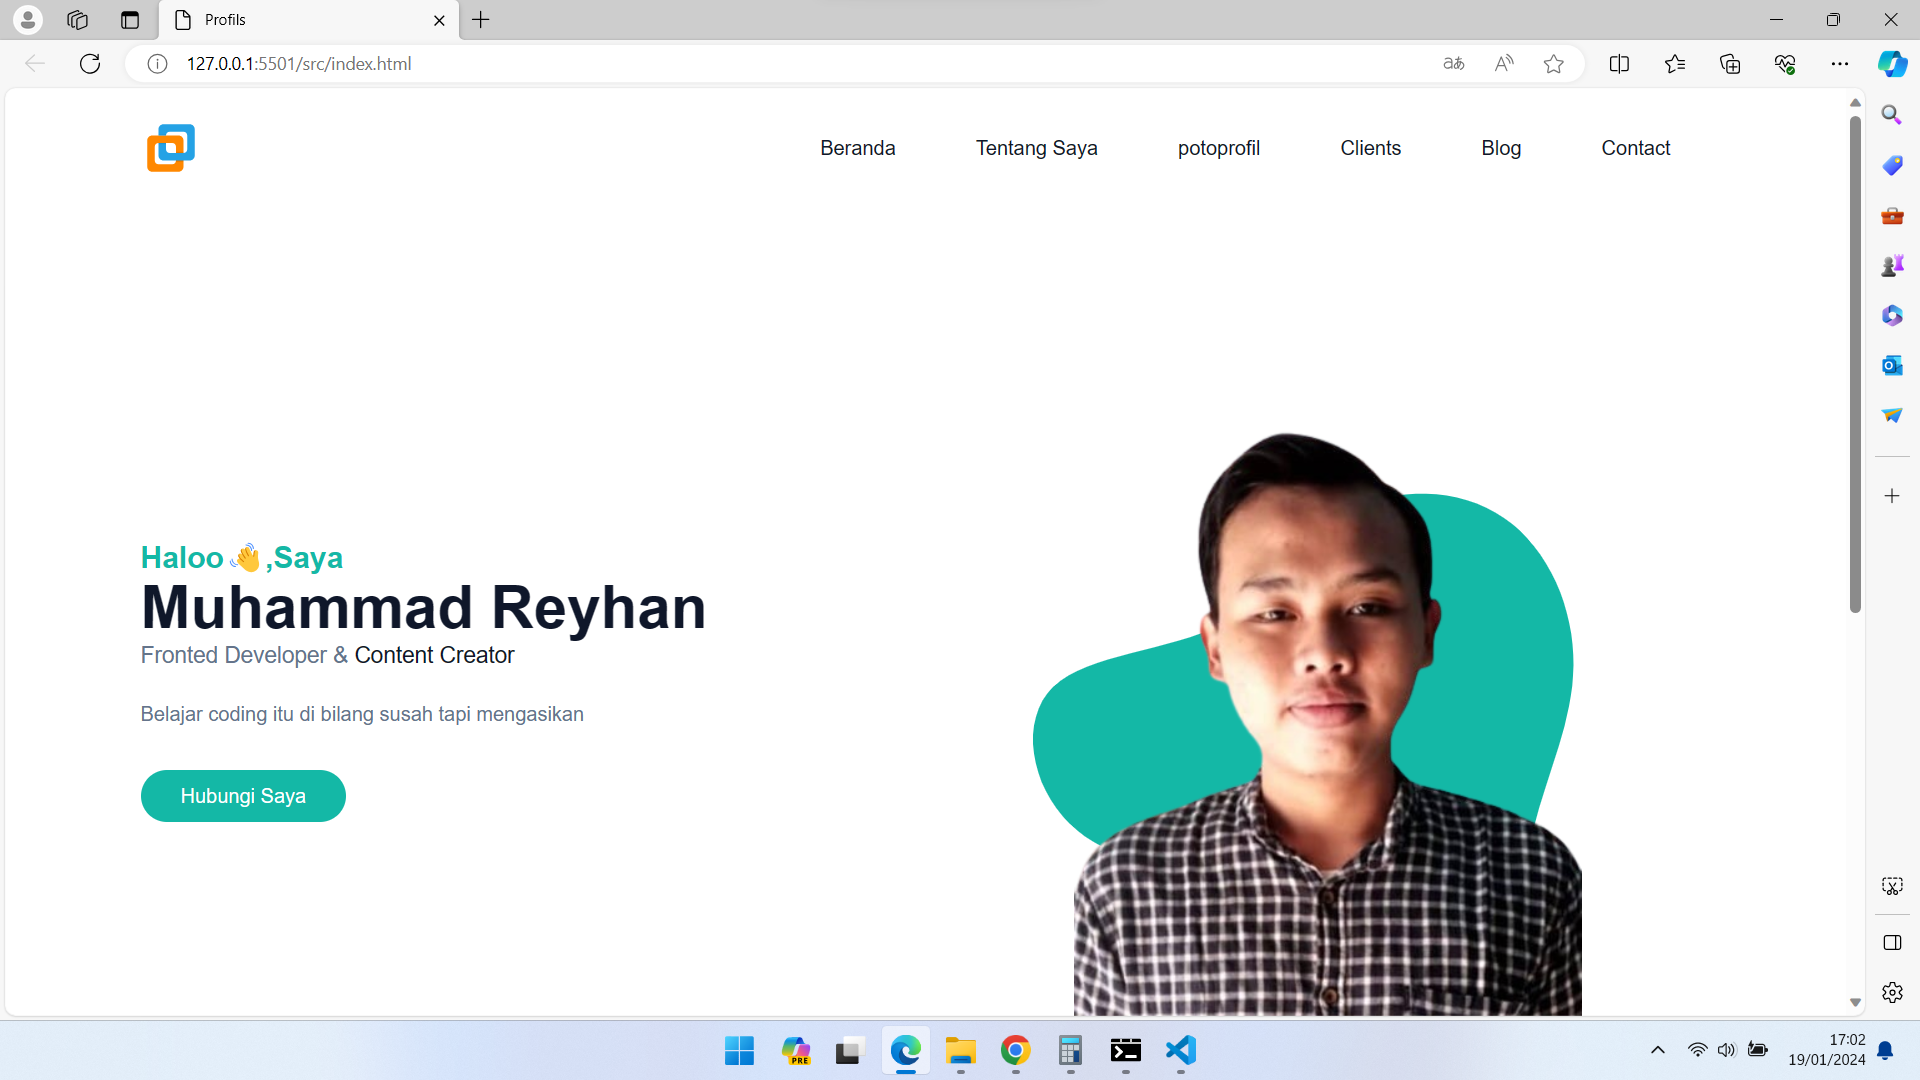 Profils
127.0.0.1:5501/src/index.html
Beranda Tentang Saya potoprofil Clients Blog Contact
Haloo 👋 ,Saya
Muhammad Reyhan
Fronted Developer & Content Creator
Belajar coding itu di bilang susah tapi mengasikan
Hubungi Saya
PRE
17:02
19/01/2024